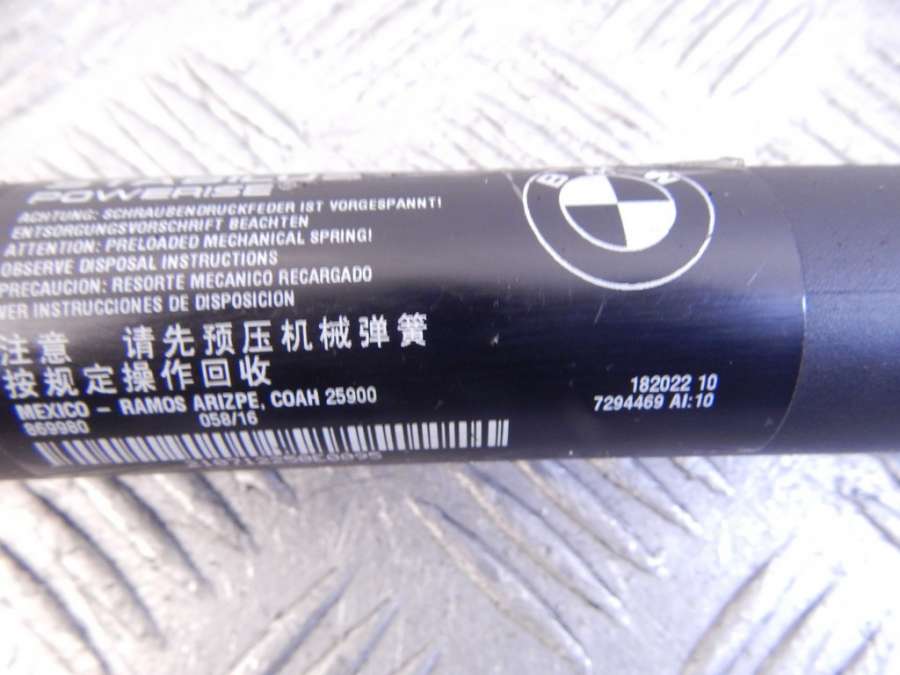 POWERISE
ACHTUNG: SCHRAUSENDRUCKFEDER IST VORGESPANNT!
ENTSORGUNGSVORSCHRIFT BEACHTEN
ATTENTION: PRELOADED MECHANICAL SPRING!
OBSERVE DISPOSAL INSTRUCTIONS
PRECAUCION: RESORTE MECANICO RECARGADO
VER INSTRUCCIONES DE DISPOSICION
注意 请先预压机械弹簧
按规定操作回收
MEXICO - RAMOS ARIZPE, COAH 25900
869980 058/16
182022 10
7294469 AI:10